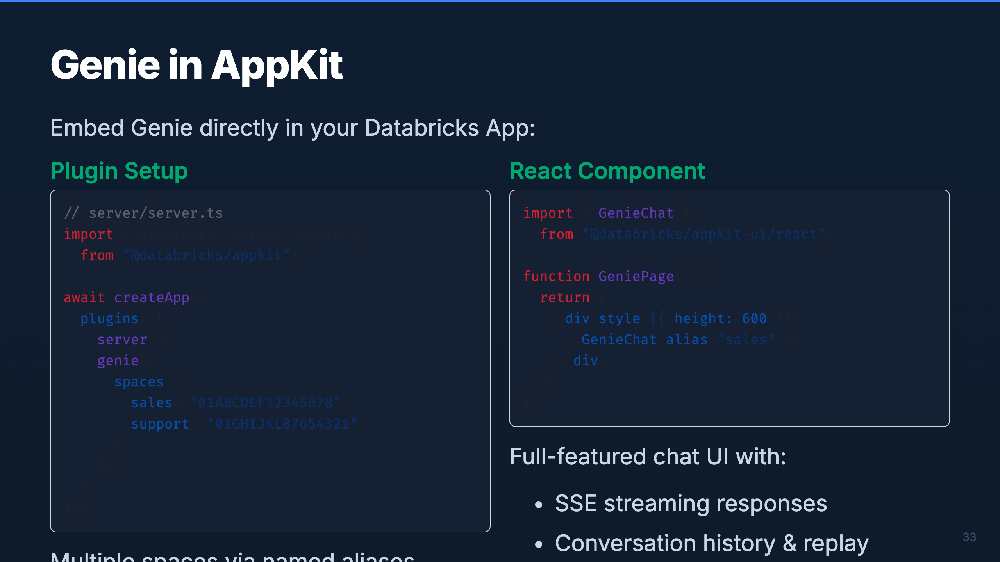 Genie in AppKit
Embed Genie directly in your Databricks App:
Plugin Setup
// server/server.ts
import { createApp, server, genie }
  from "@databricks/appkit";
await createApp({
  plugins: [
    server(),
    genie({
      spaces: {
        sales: "01ABCDEF12345678",
        support: "01GHIJKL87654321",
      },
    }),
  ],
});
Multiple spaces via named aliases
React Component
import { GenieChat }
  from "@databricks/appkit-ui/react";
function GeniePage() {
  return (
    <div style={{ height: 600 }}>
      <GenieChat alias="sales" />
    </div>
  );
}
Full-featured chat UI with:
• SSE streaming responses
• Conversation history & replay
33